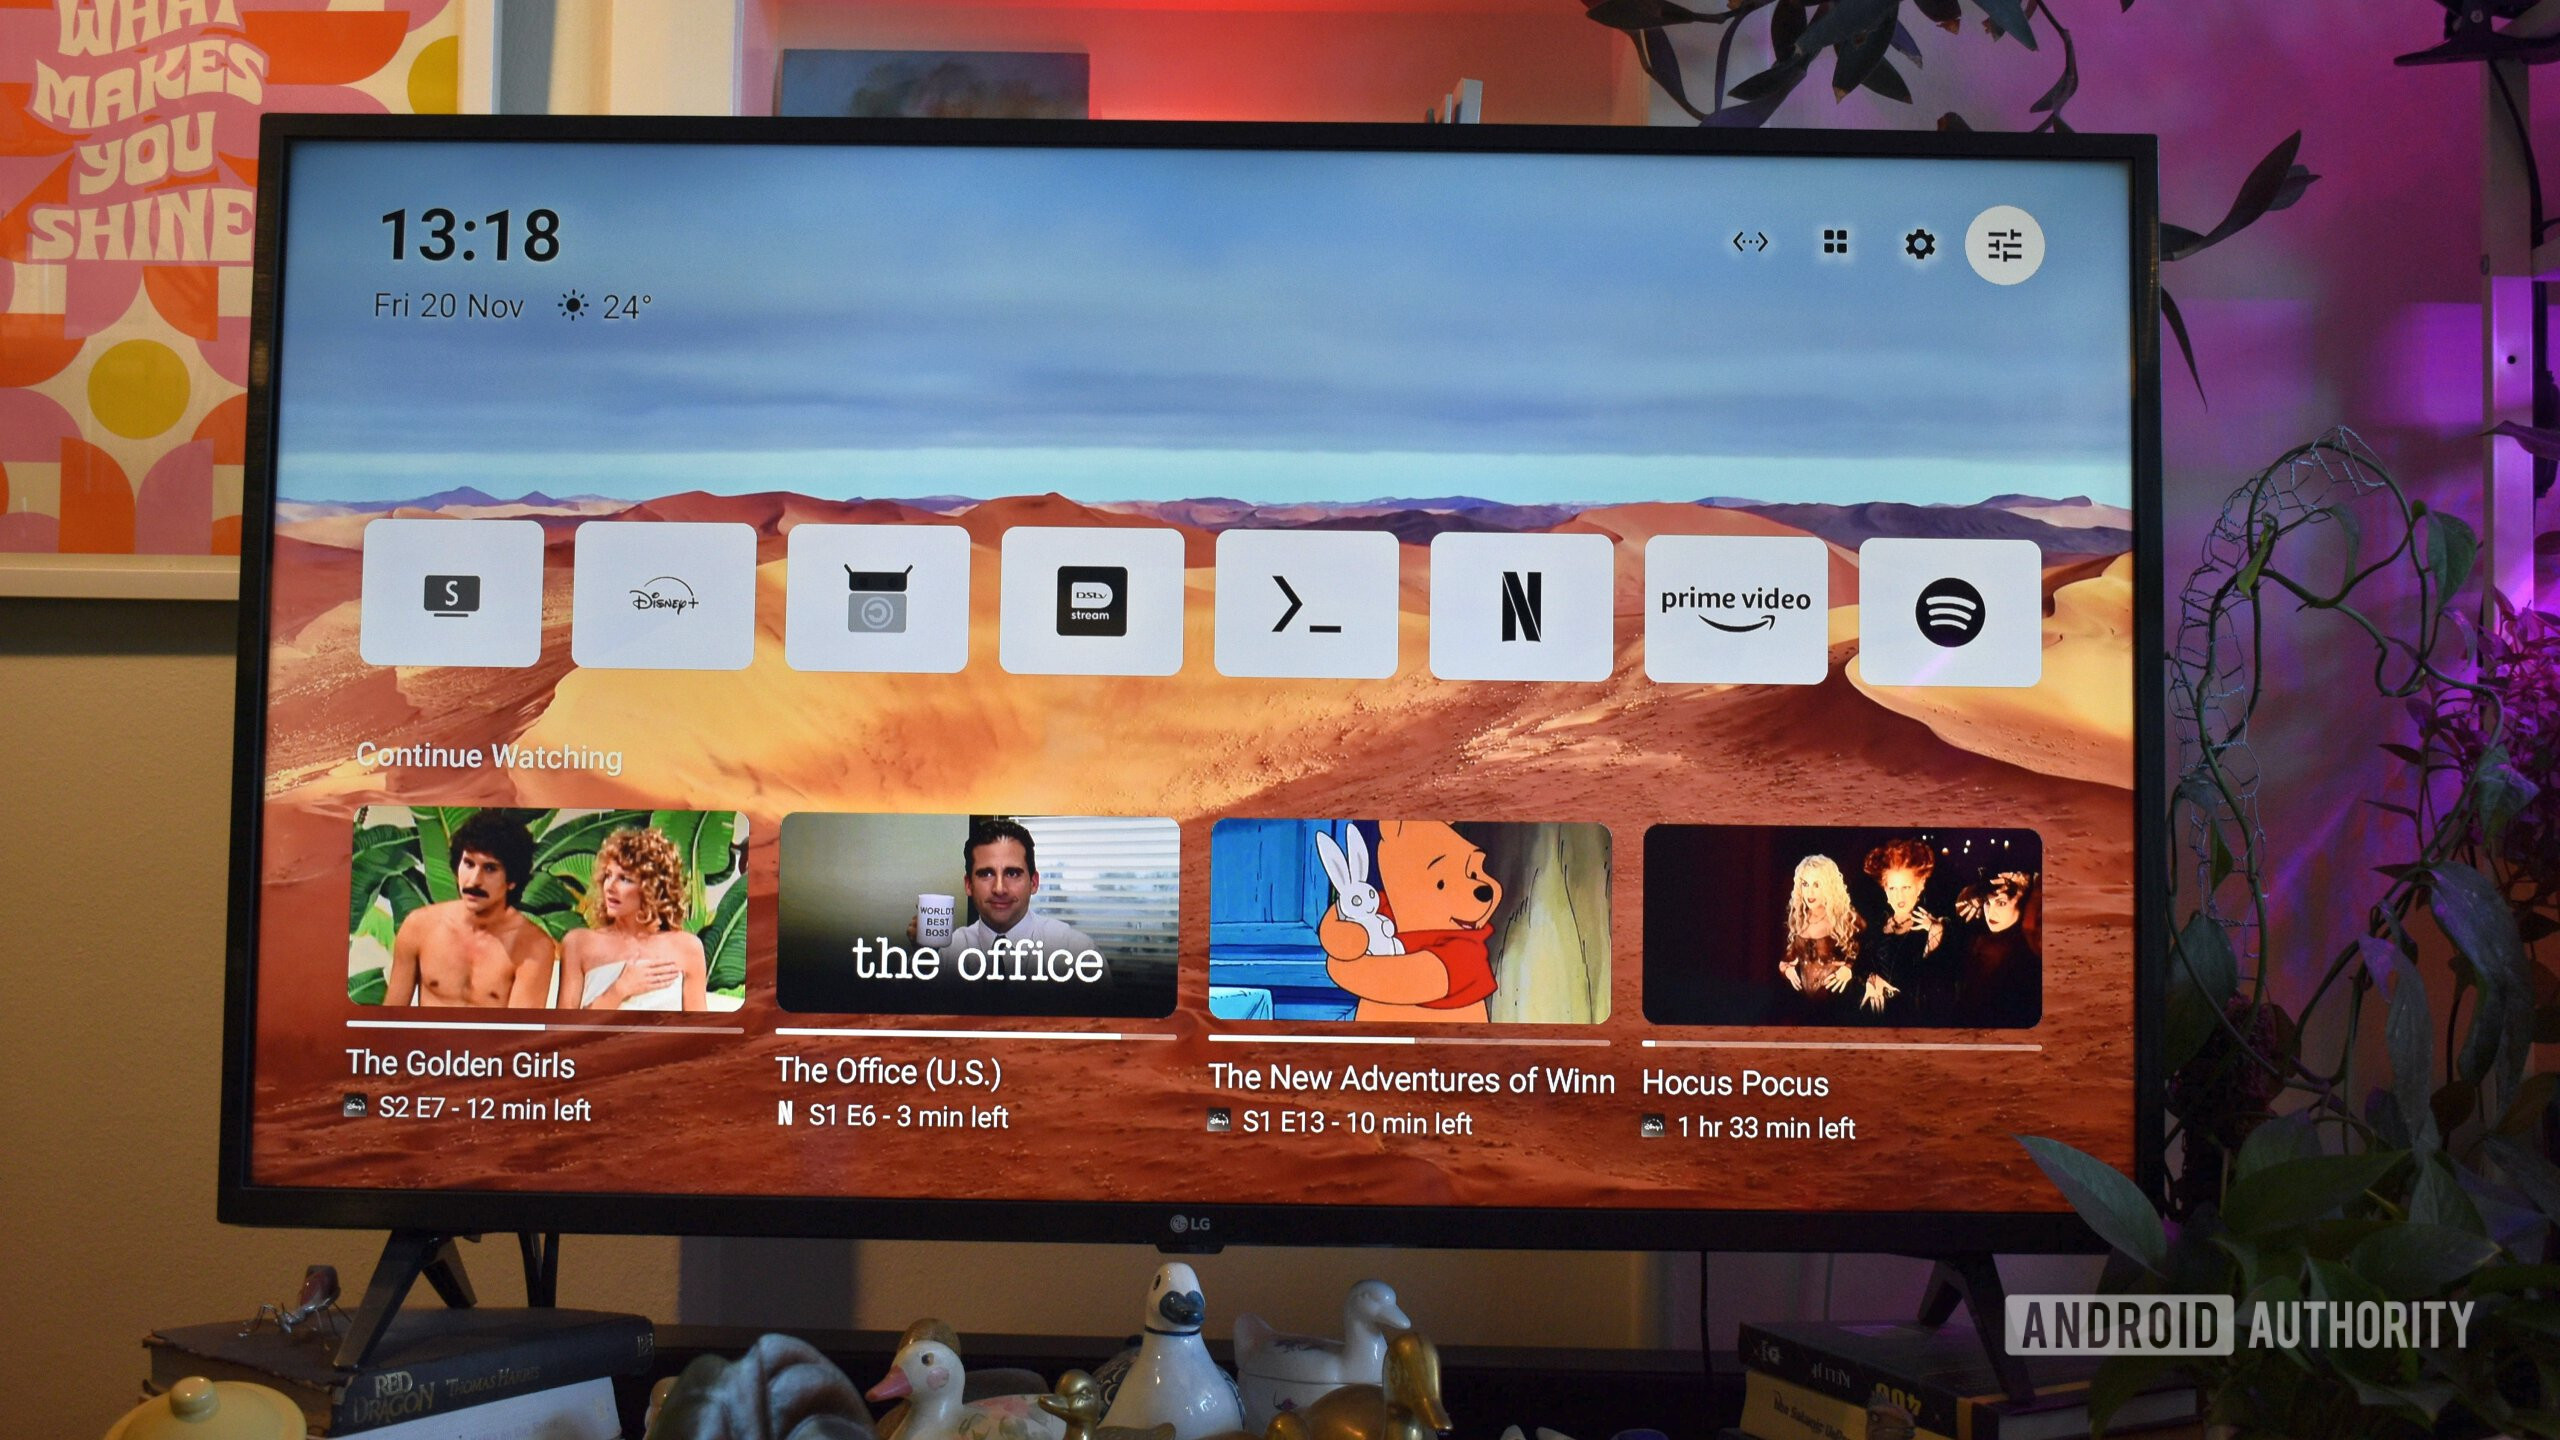 WHAT
MAKES
YOU
SHINE
13:18
Fri 20 Nov 24°
S
Disney+
DStv
stream
>_
N
prime video
Continue Watching
WORLD'S
BEST
BOSS
the office
The Golden Girls
S2 E7 - 12 min left
The Office (U.S.)
N S1 E6 - 3 min left
The New Adventures of Winn
S1 E13 - 10 min left
Hocus Pocus
1 hr 33 min left
LG
RED
DRAGON THOMAS HARRIS
ANDROID AUTHORITY